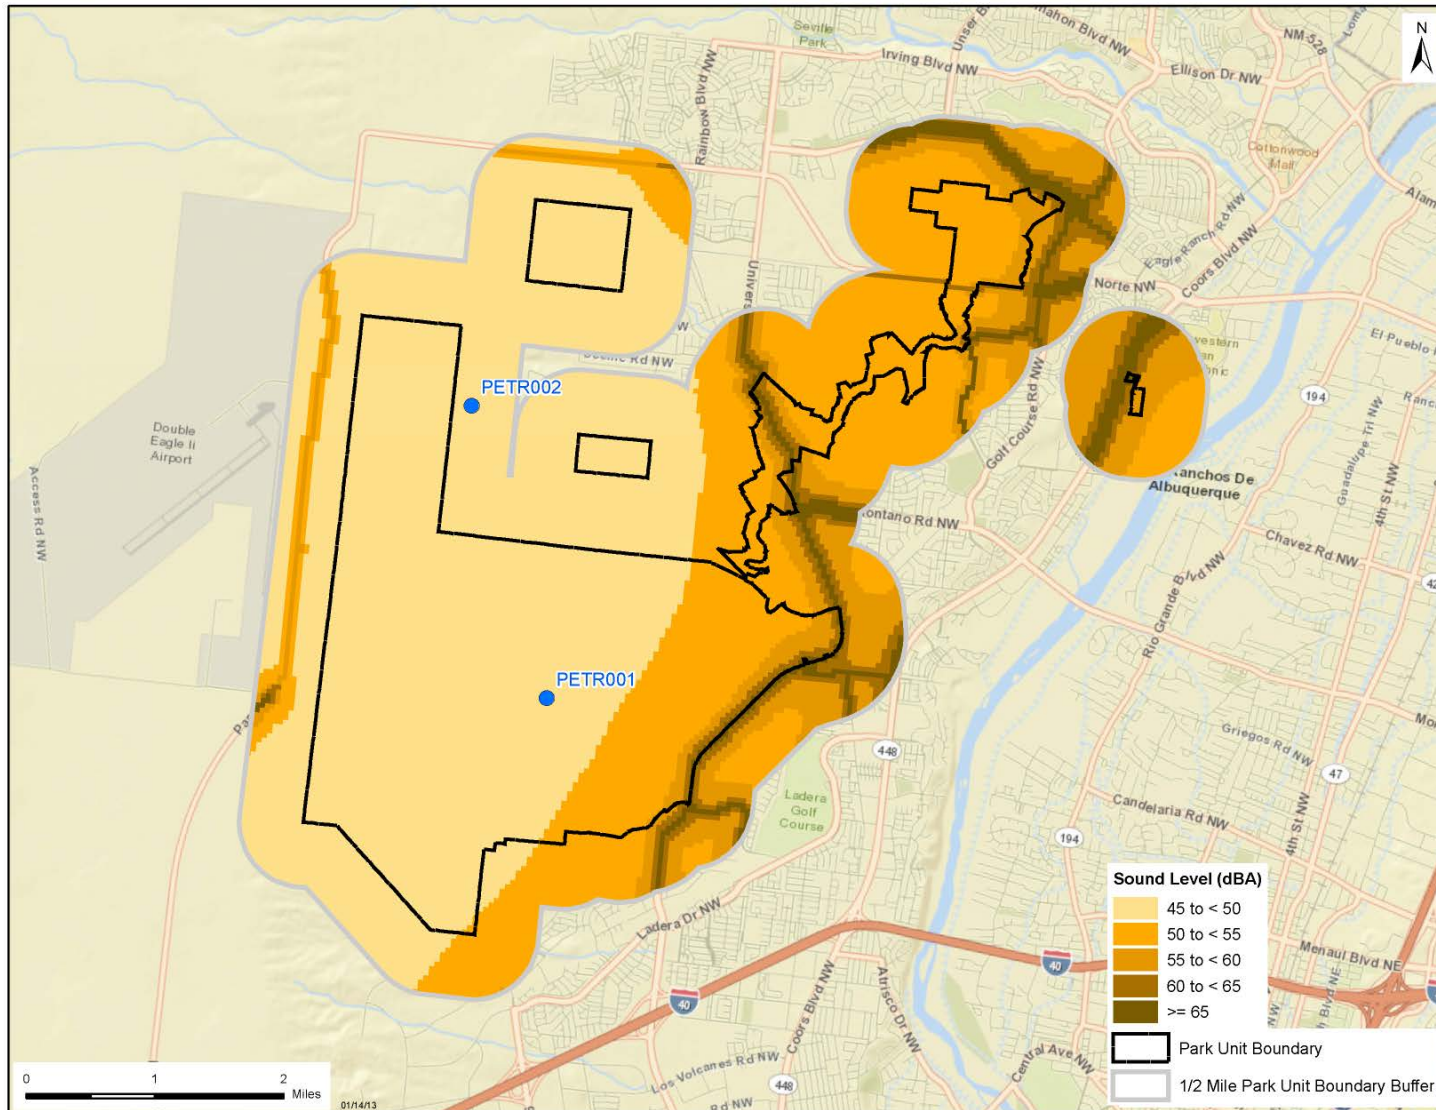 N
Seville
Park
Irving Blvd NW
NM-528
Ellison Dr NW
Rainbow Blvd NW
Cottonwood
Mall
Eagle Ranch Rd NW
Coors Blvd NW
Norte NW
194
4th St NW
Guadalupe Trl NW
PETR002
Double
Eagle Ii
Airport
Access Rd NW
Golf Course Rd NW
Albuquerque
Chavez Rd NW
Rio Grande Blvd NW
PETR001
448
Griegos Rd NW
47
Ladera
Golf
Course
Candelaria Rd NW
194
4th St NW
Ladera Dr NW
40
40
Menaul Blvd NE
Coors Blvd NW
Atrisco Dr NW
Central Ave NW
Los Volcanes Rd NW
448
Rd NW
Sound Level (dBA)
45 to < 50
50 to < 55
55 to < 60
60 to < 65
>= 65
Park Unit Boundary
1/2 Mile Park Unit Boundary Buffer
0 1 2
Miles
01/14/13